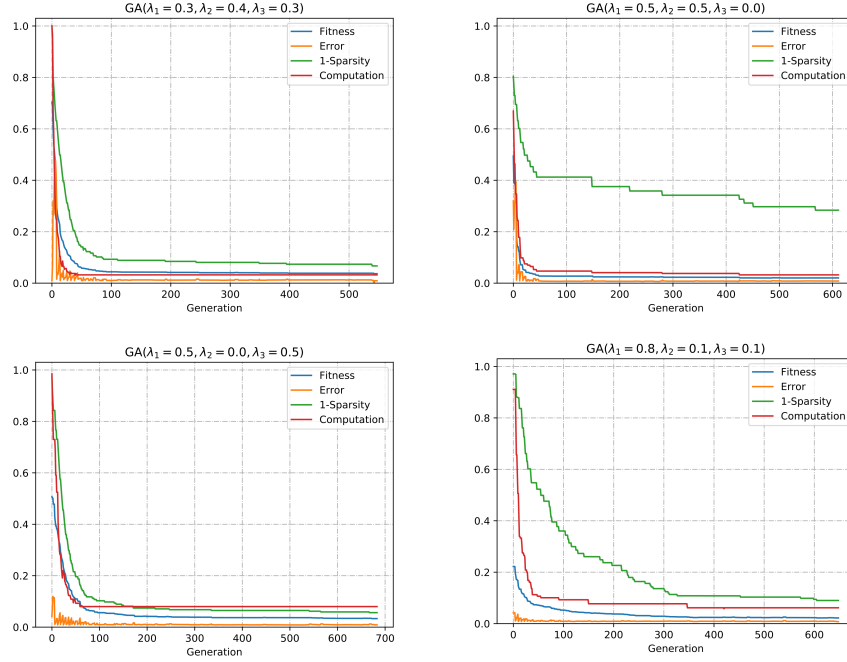 GA(λ₁ = 0.3, λ₂ = 0.4, λ₃ = 0.3)
1.0
0.8
0.6
0.4
0.2
0.0
Fitness
Error
1-Sparsity
Computation
0 100 200 300 400 500
Generation
GA(λ₁ = 0.5, λ₂ = 0.5, λ₃ = 0.0)
1.0
0.8
0.6
0.4
0.2
0.0
Fitness
Error
1-Sparsity
Computation
0 100 200 300 400 500 600
Generation
GA(λ₁ = 0.5, λ₂ = 0.0, λ₃ = 0.5)
1.0
0.8
0.6
0.4
0.2
0.0
Fitness
Error
1-Sparsity
Computation
0 100 200 300 400 500 600 700
Generation
GA(λ₁ = 0.8, λ₂ = 0.1, λ₃ = 0.1)
1.0
0.8
0.6
0.4
0.2
0.0
Fitness
Error
1-Sparsity
Computation
0 100 200 300 400 500 600
Generation